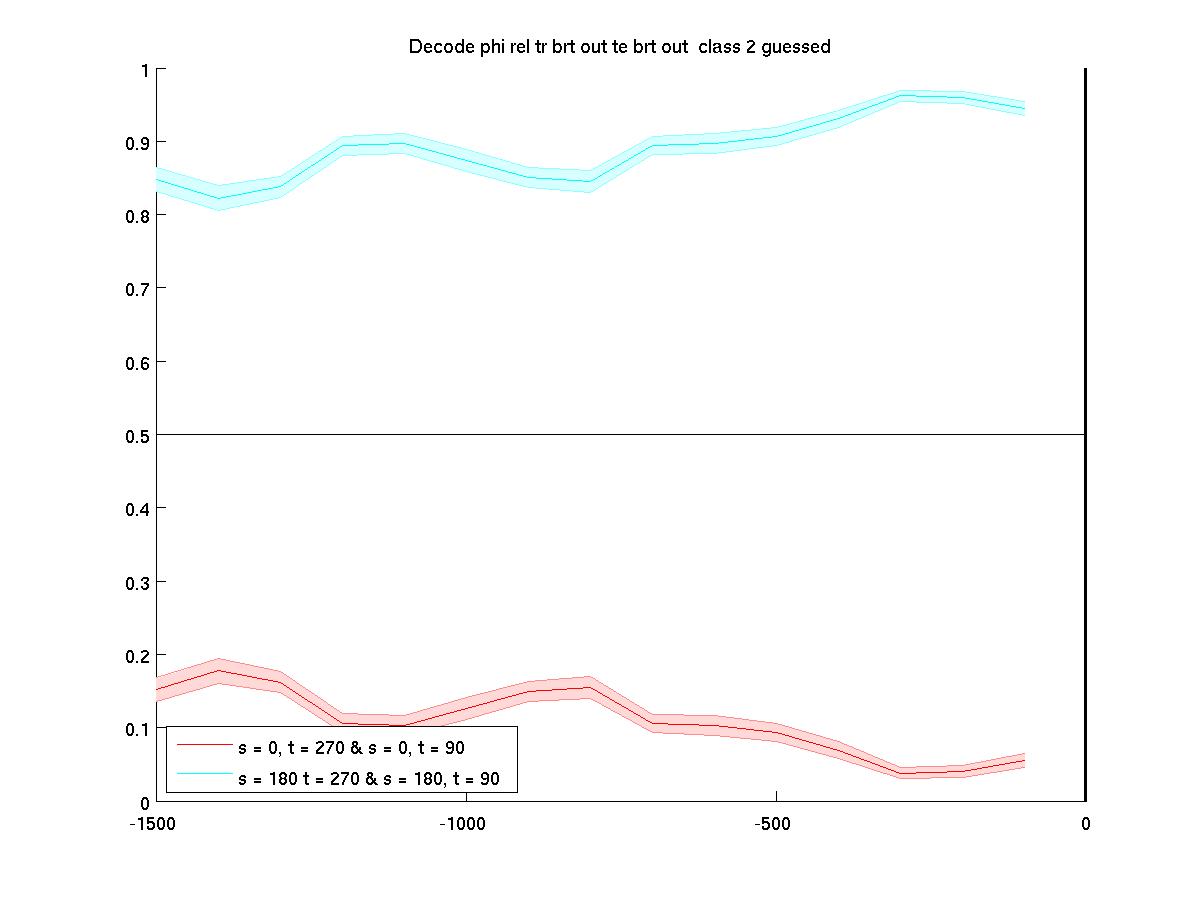 Decode phi rel tr brt out te brt out  class 2 guessed
1
0.9
0.8
0.7
0.6
0.5
0.4
0.3
0.2
0.1
0
s = 0, t = 270 & s = 0, t = 90
s = 180 t = 270 & s = 180, t = 90
-1500 -1000 -500 0